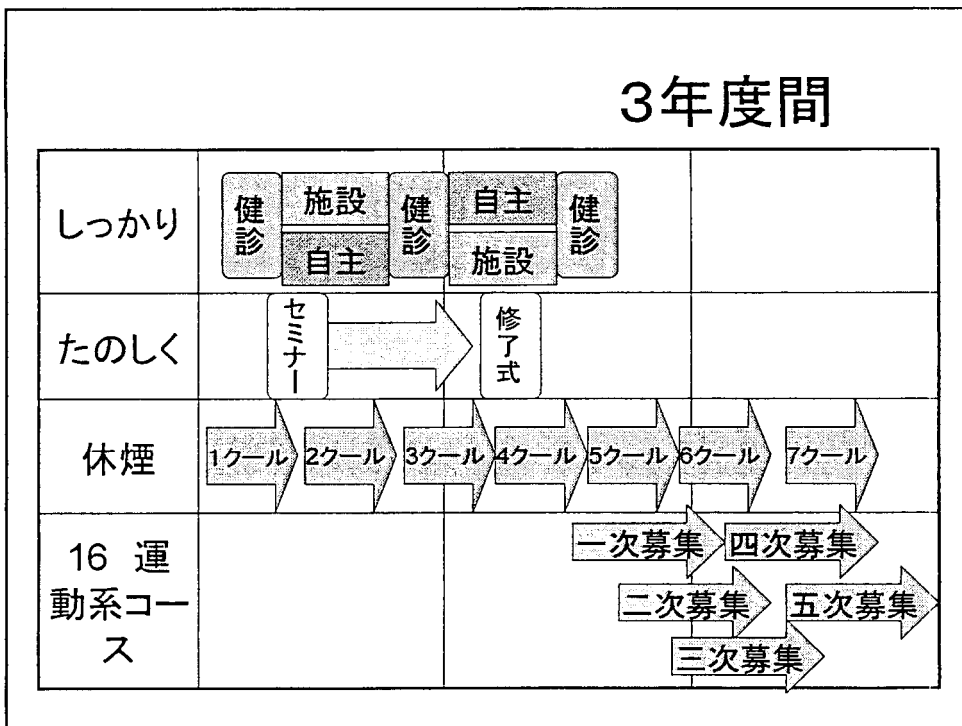 3年度間
しっかり
健診
施設
自主
健診
自主
施設
健診
たのしく
セミナー
修了式
休煙
1クール
2クール
3クール
4クール
5クール
6クール
7クール
16 運
動系コー
ス
一次募集
四次募集
二次募集
五次募集
三次募集